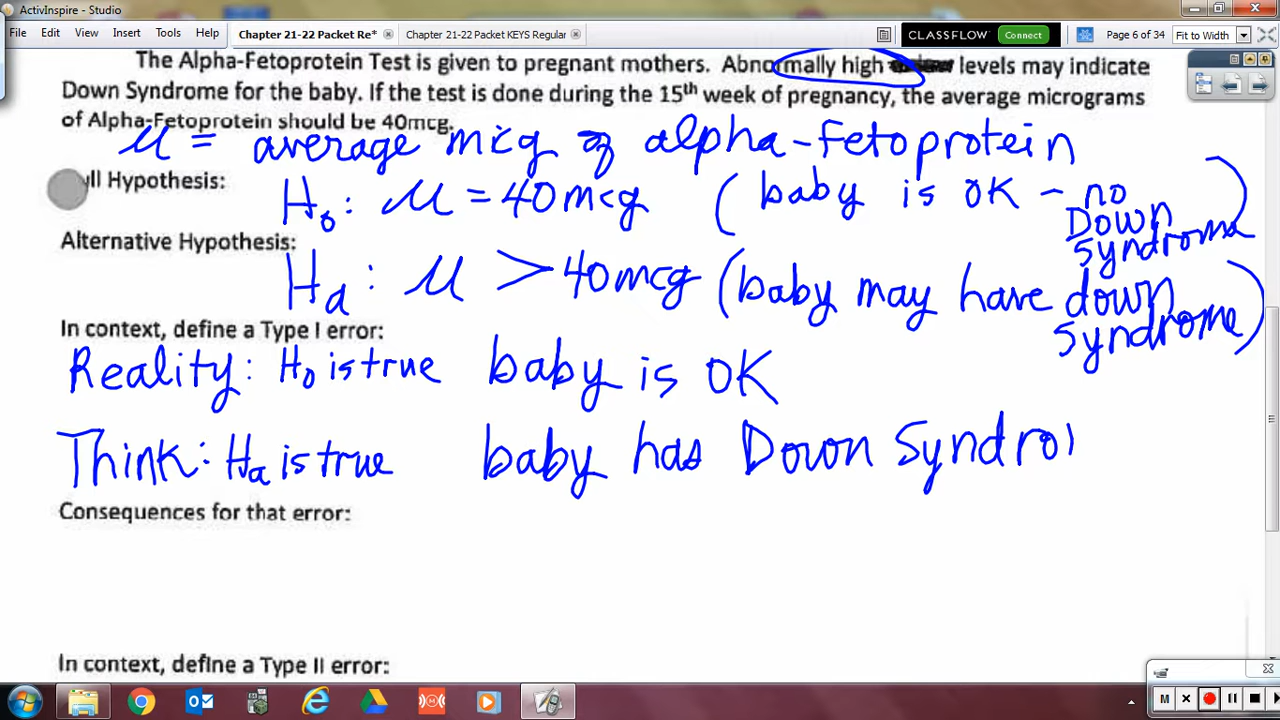 ActivInspire - Studio
File Edit View Insert Tools Help Chapter 21-22 Packet Re* Chapter 21-22 Packet KEYS Regular CLASSFLOW Connect Page 6 of 34 Fit to Width
The Alpha-Fetoprotein Test is given to pregnant mothers. Abnormally high levels may indicate
Down Syndrome for the baby. If the test is done during the 15th week of pregnancy, the average micrograms
of Alpha-Fetoprotein should be 40mcg.
μ = average mcg of alpha-fetoprotein
ll Hypothesis:
H₀: μ = 40mcg (baby is OK - no
Down
Syndrome)
Alternative Hypothesis:
Hₐ: μ > 40mcg (baby may have down
syndrome)
In context, define a Type I error:
Reality: H₀ is true baby is OK
Think: Hₐ is true baby has Down Syndro
Consequences for that error:
In context, define a Type II error:
M